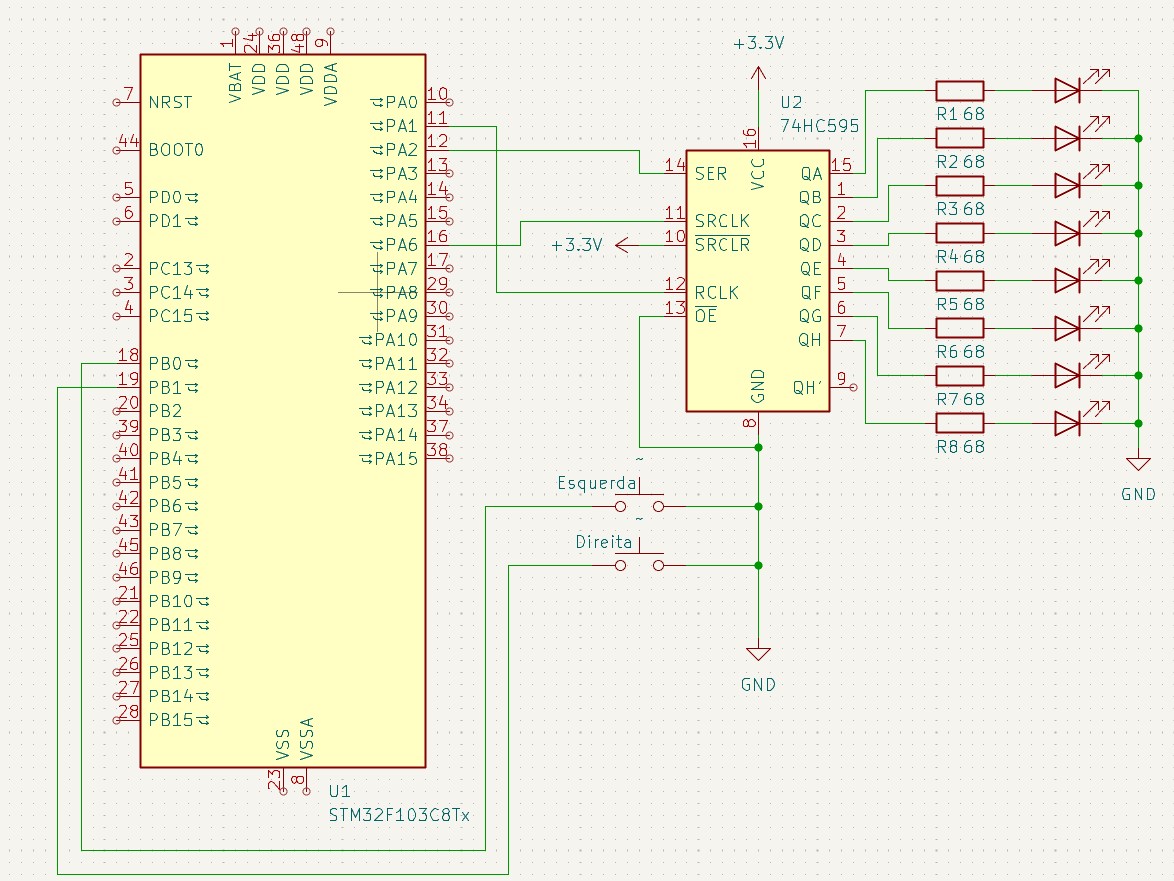 1 24 36 48 9
VBAT VDD VDD VDD VDDA
7 NRST
44 BOOT0
5 PD0
6 PD1
2 PC13
3 PC14
4 PC15
18 PB0
19 PB1
20 PB2
39 PB3
40 PB4
41 PB5
42 PB6
43 PB7
45 PB8
46 PB9
21 PB10
22 PB11
25 PB12
26 PB13
27 PB14
28 PB15
PA0 10
PA1 11
PA2 12
PA3 13
PA4 14
PA5 15
PA6 16
PA7 17
PA8 29
PA9 30
PA10 31
PA11 32
PA12 33
PA13 34
PA14 37
PA15 38
VSS VSSA
23 8
U1
STM32F103C8Tx
+3.3V
U2
74HC595
16
VCC
14 SER
11 SRCLK
+3.3V
10 SRCLR
12 RCLK
13 OE
QA 15
QB 1
QC 2
QD 3
QE 4
QF 5
QG 6
QH 7
QH' 9
GND
8
~
Esquerda
~
Direita
GND
R1 68
R2 68
R3 68
R4 68
R5 68
R6 68
R7 68
R8 68
GND